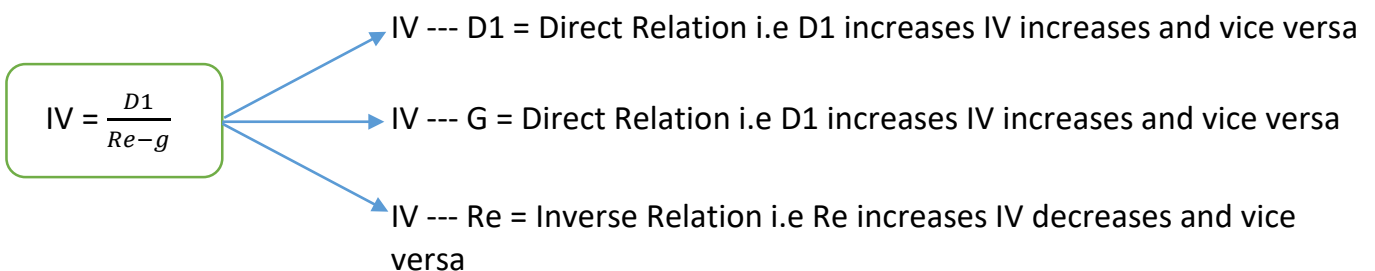 IV --- D1 = Direct Relation i.e D1 increases IV increases and vice versa
IV = D1/Re−g
IV --- G = Direct Relation i.e D1 increases IV increases and vice versa
IV --- Re = Inverse Relation i.e Re increases IV decreases and vice
versa